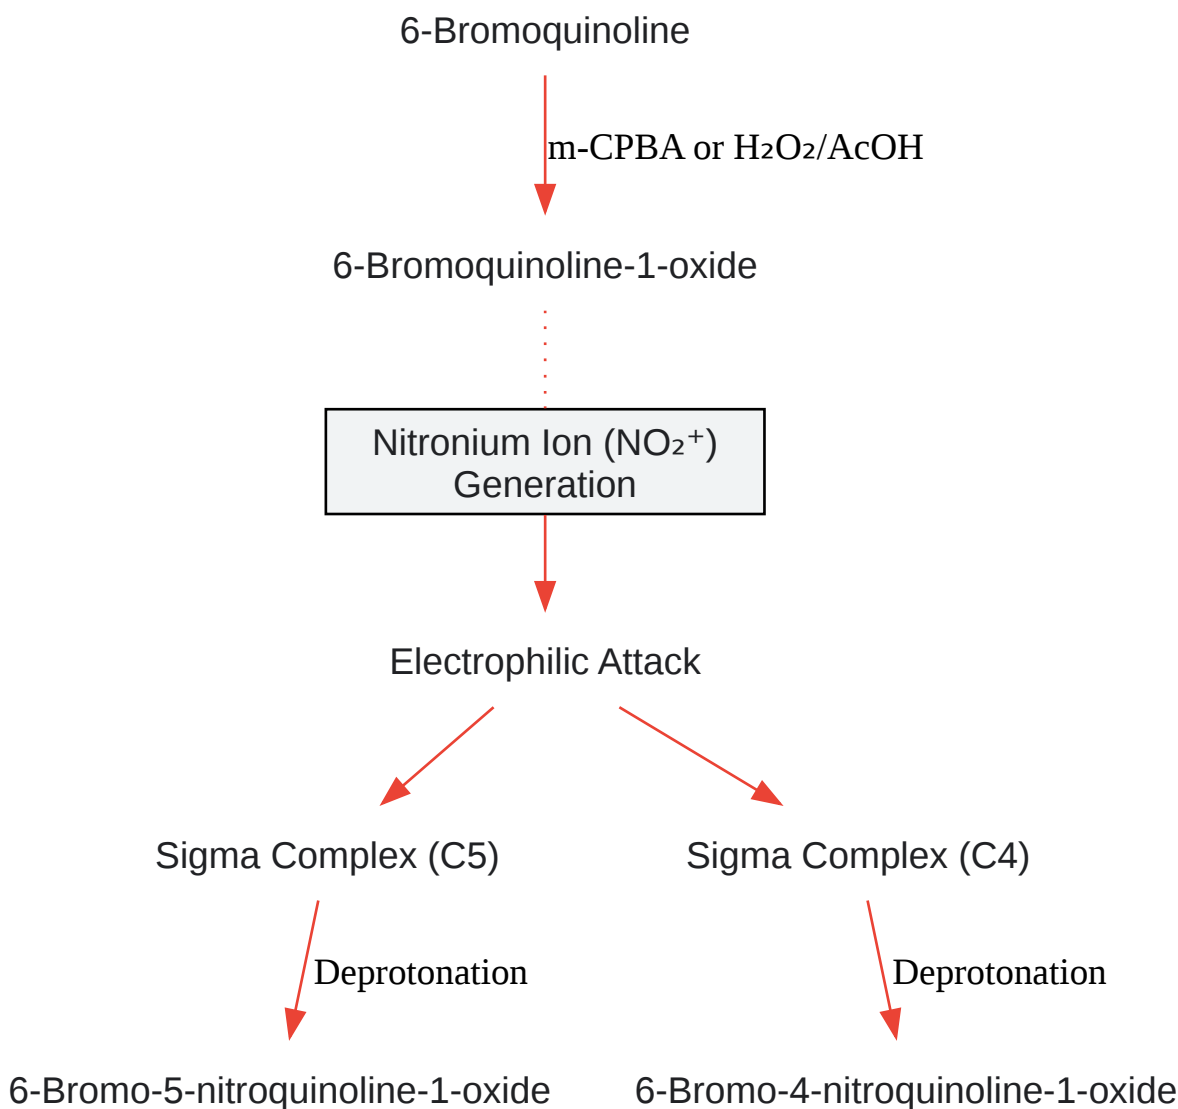 6-Bromoquinoline
m-CPBA or H₂O₂/AcOH
6-Bromoquinoline-1-oxide
Nitronium Ion (NO₂⁺)
Generation
Electrophilic Attack
Sigma Complex (C5)
Sigma Complex (C4)
Deprotonation
Deprotonation
6-Bromo-5-nitroquinoline-1-oxide
6-Bromo-4-nitroquinoline-1-oxide